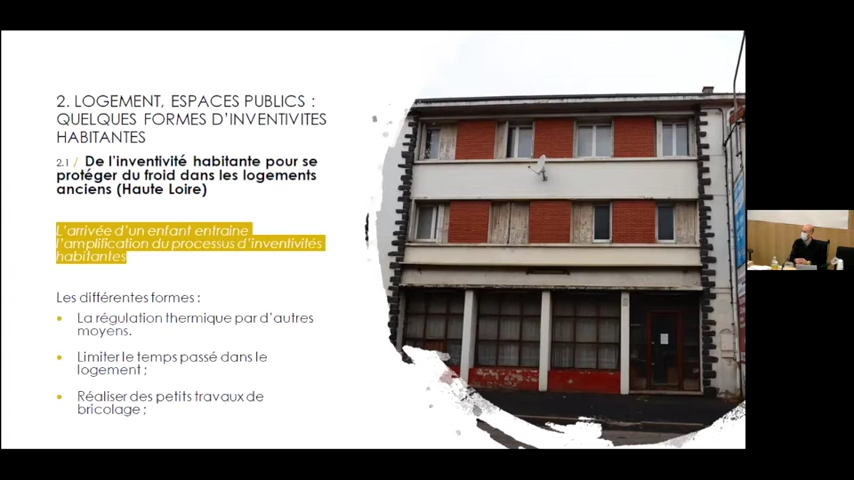 2. LOGEMENT, ESPACES PUBLICS :
QUELQUES FORMES D'INVENTIVITES
HABITANTES
2.1 / De l'inventivité habitante pour se
protéger du froid dans les logements
anciens (Haute Loire)
L'arrivée d'un enfant entraine
l'amplification du processus d'inventivités
habitantes
Les différentes formes :
• La régulation thermique par d'autres
moyens.
• Limiter le temps passé dans le
logement ;
• Réaliser des petits travaux de
bricolage ;